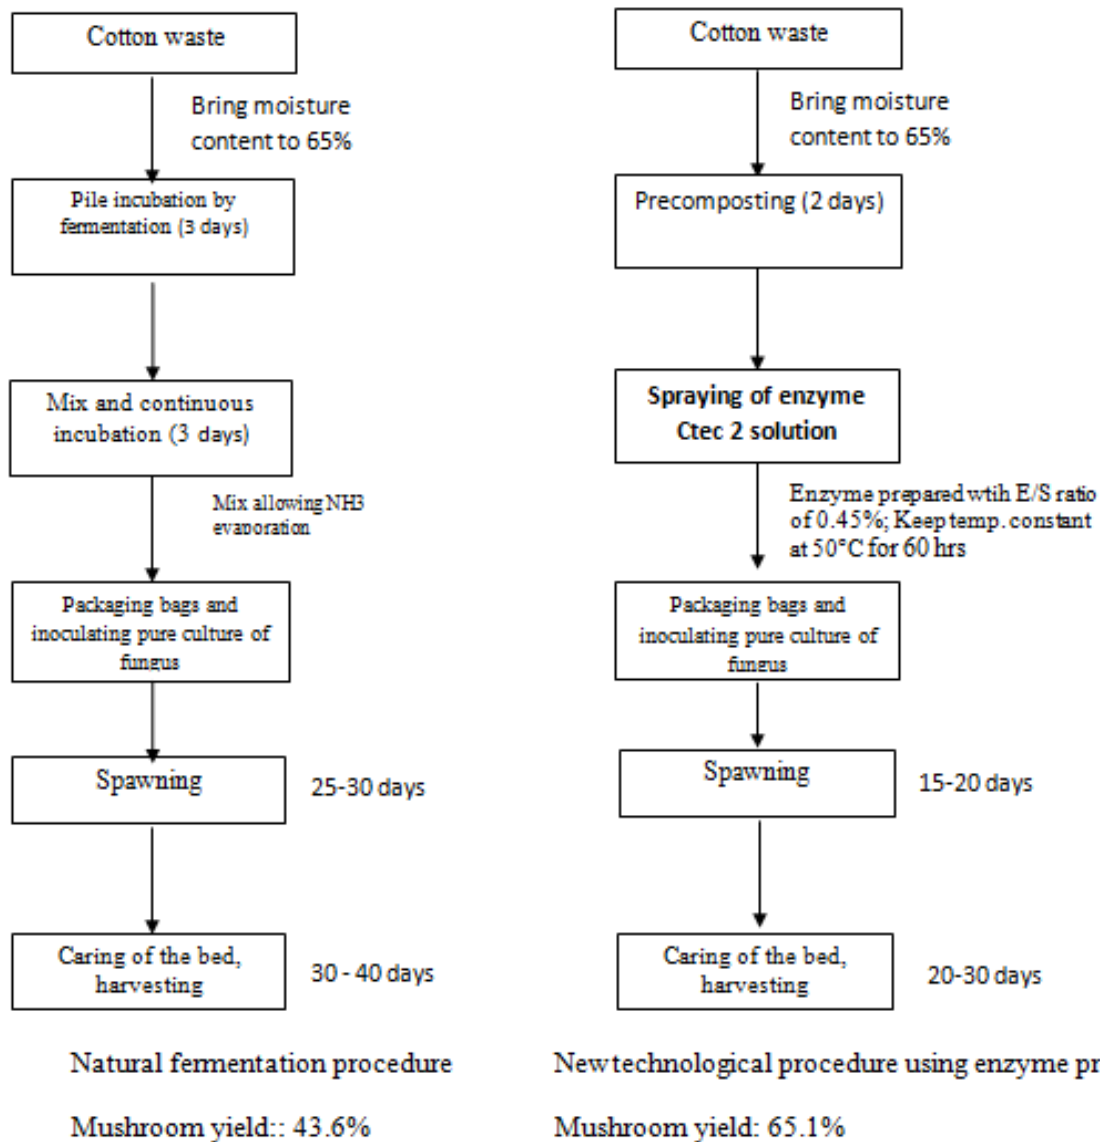 Cotton waste
Bring moisture
content to 65%
Pile incubation by
fermentation (3 days)
Mix and continuous
incubation (3 days)
Mix allowing NH3
evaporation
Packaging bags and
inoculating pure culture of
fungus
Spawning
25-30 days
Caring of the bed,
harvesting
30 - 40 days
Natural fermentation procedure
Mushroom yield:: 43.6%
Cotton waste
Bring moisture
content to 65%
Precomposting (2 days)
Spraying of enzyme
Ctec 2 solution
Enzyme prepared wtih E/S ratio
of 0.45%; Keep temp. constant
at 50°C for 60 hrs
Packaging bags and
inoculating pure culture of
fungus
Spawning
15-20 days
Caring of the bed,
harvesting
20-30 days
New technological procedure using enzyme pr
Mushroom yield: 65.1%